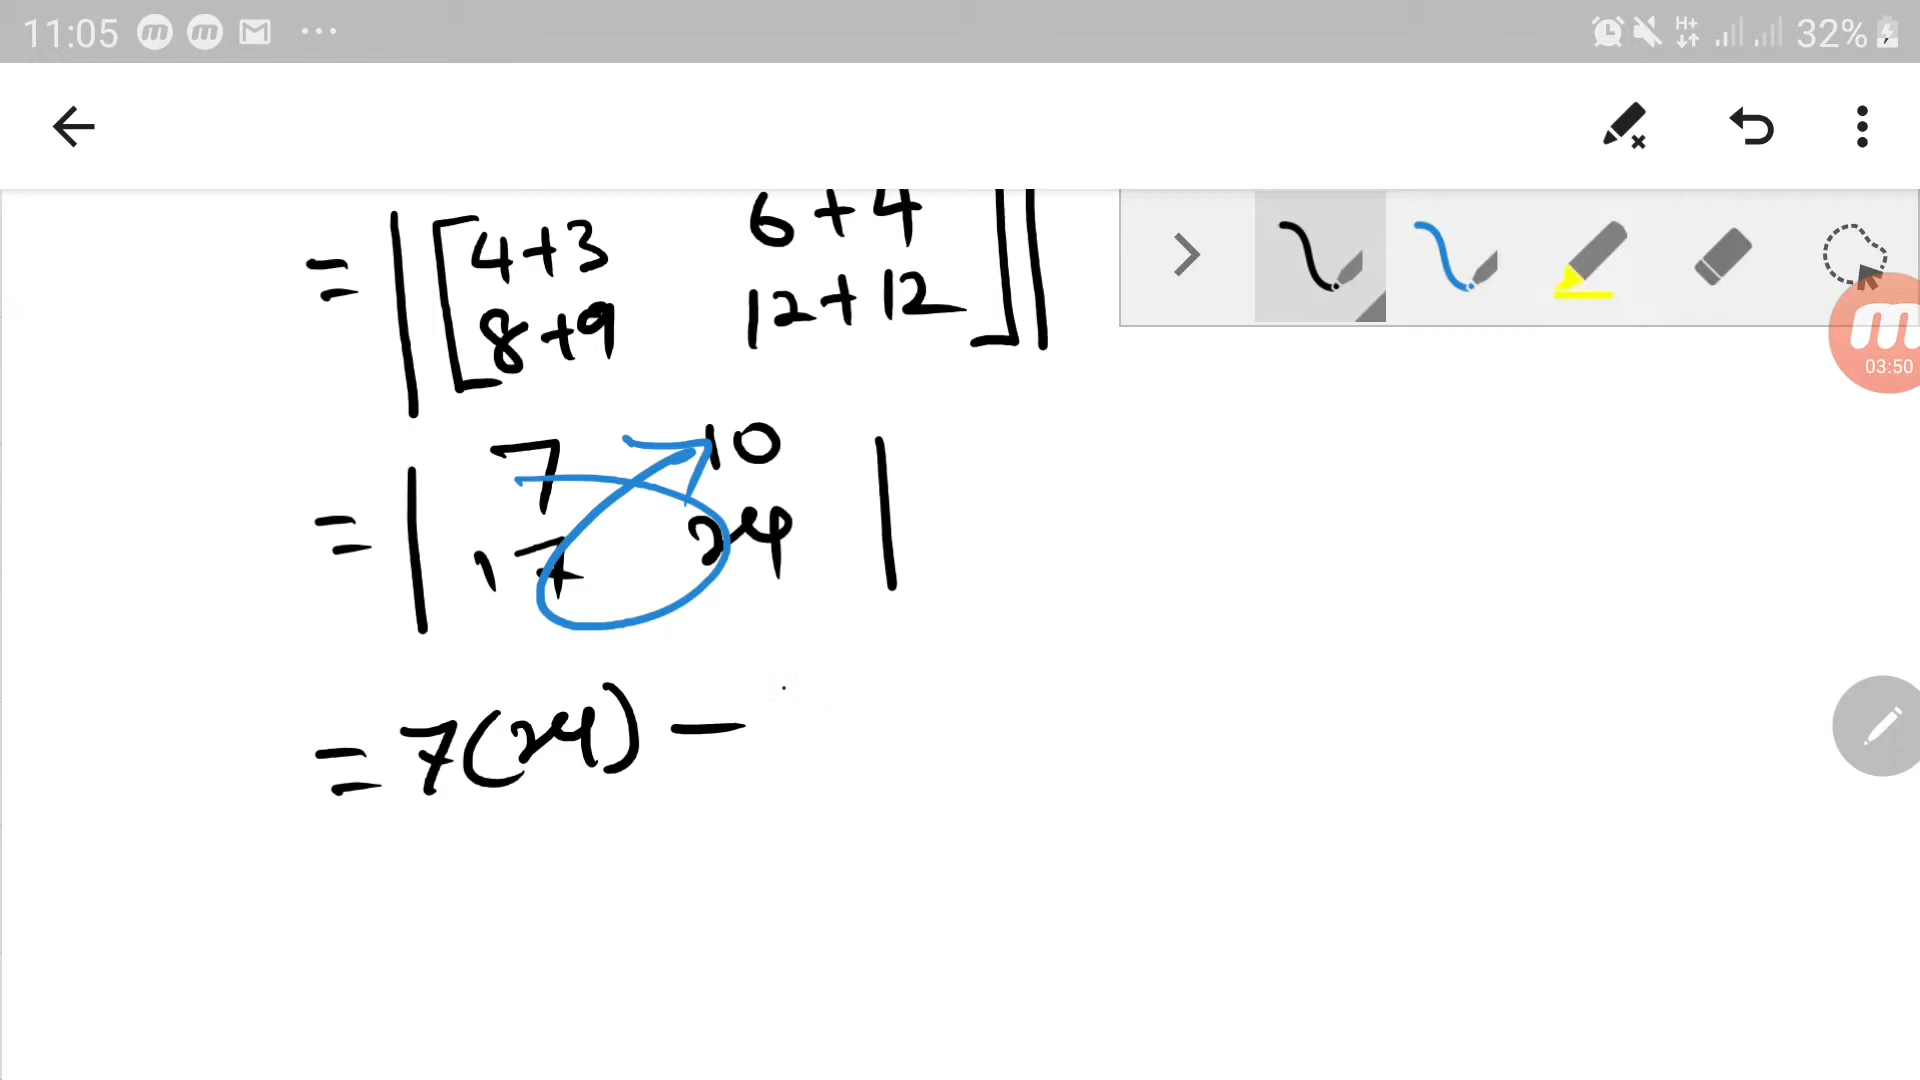 11:05 32%
= |[4+3 6+4
8+9 12+12]|
03:50
= | 7 10
17 24 |
= 7(24) −